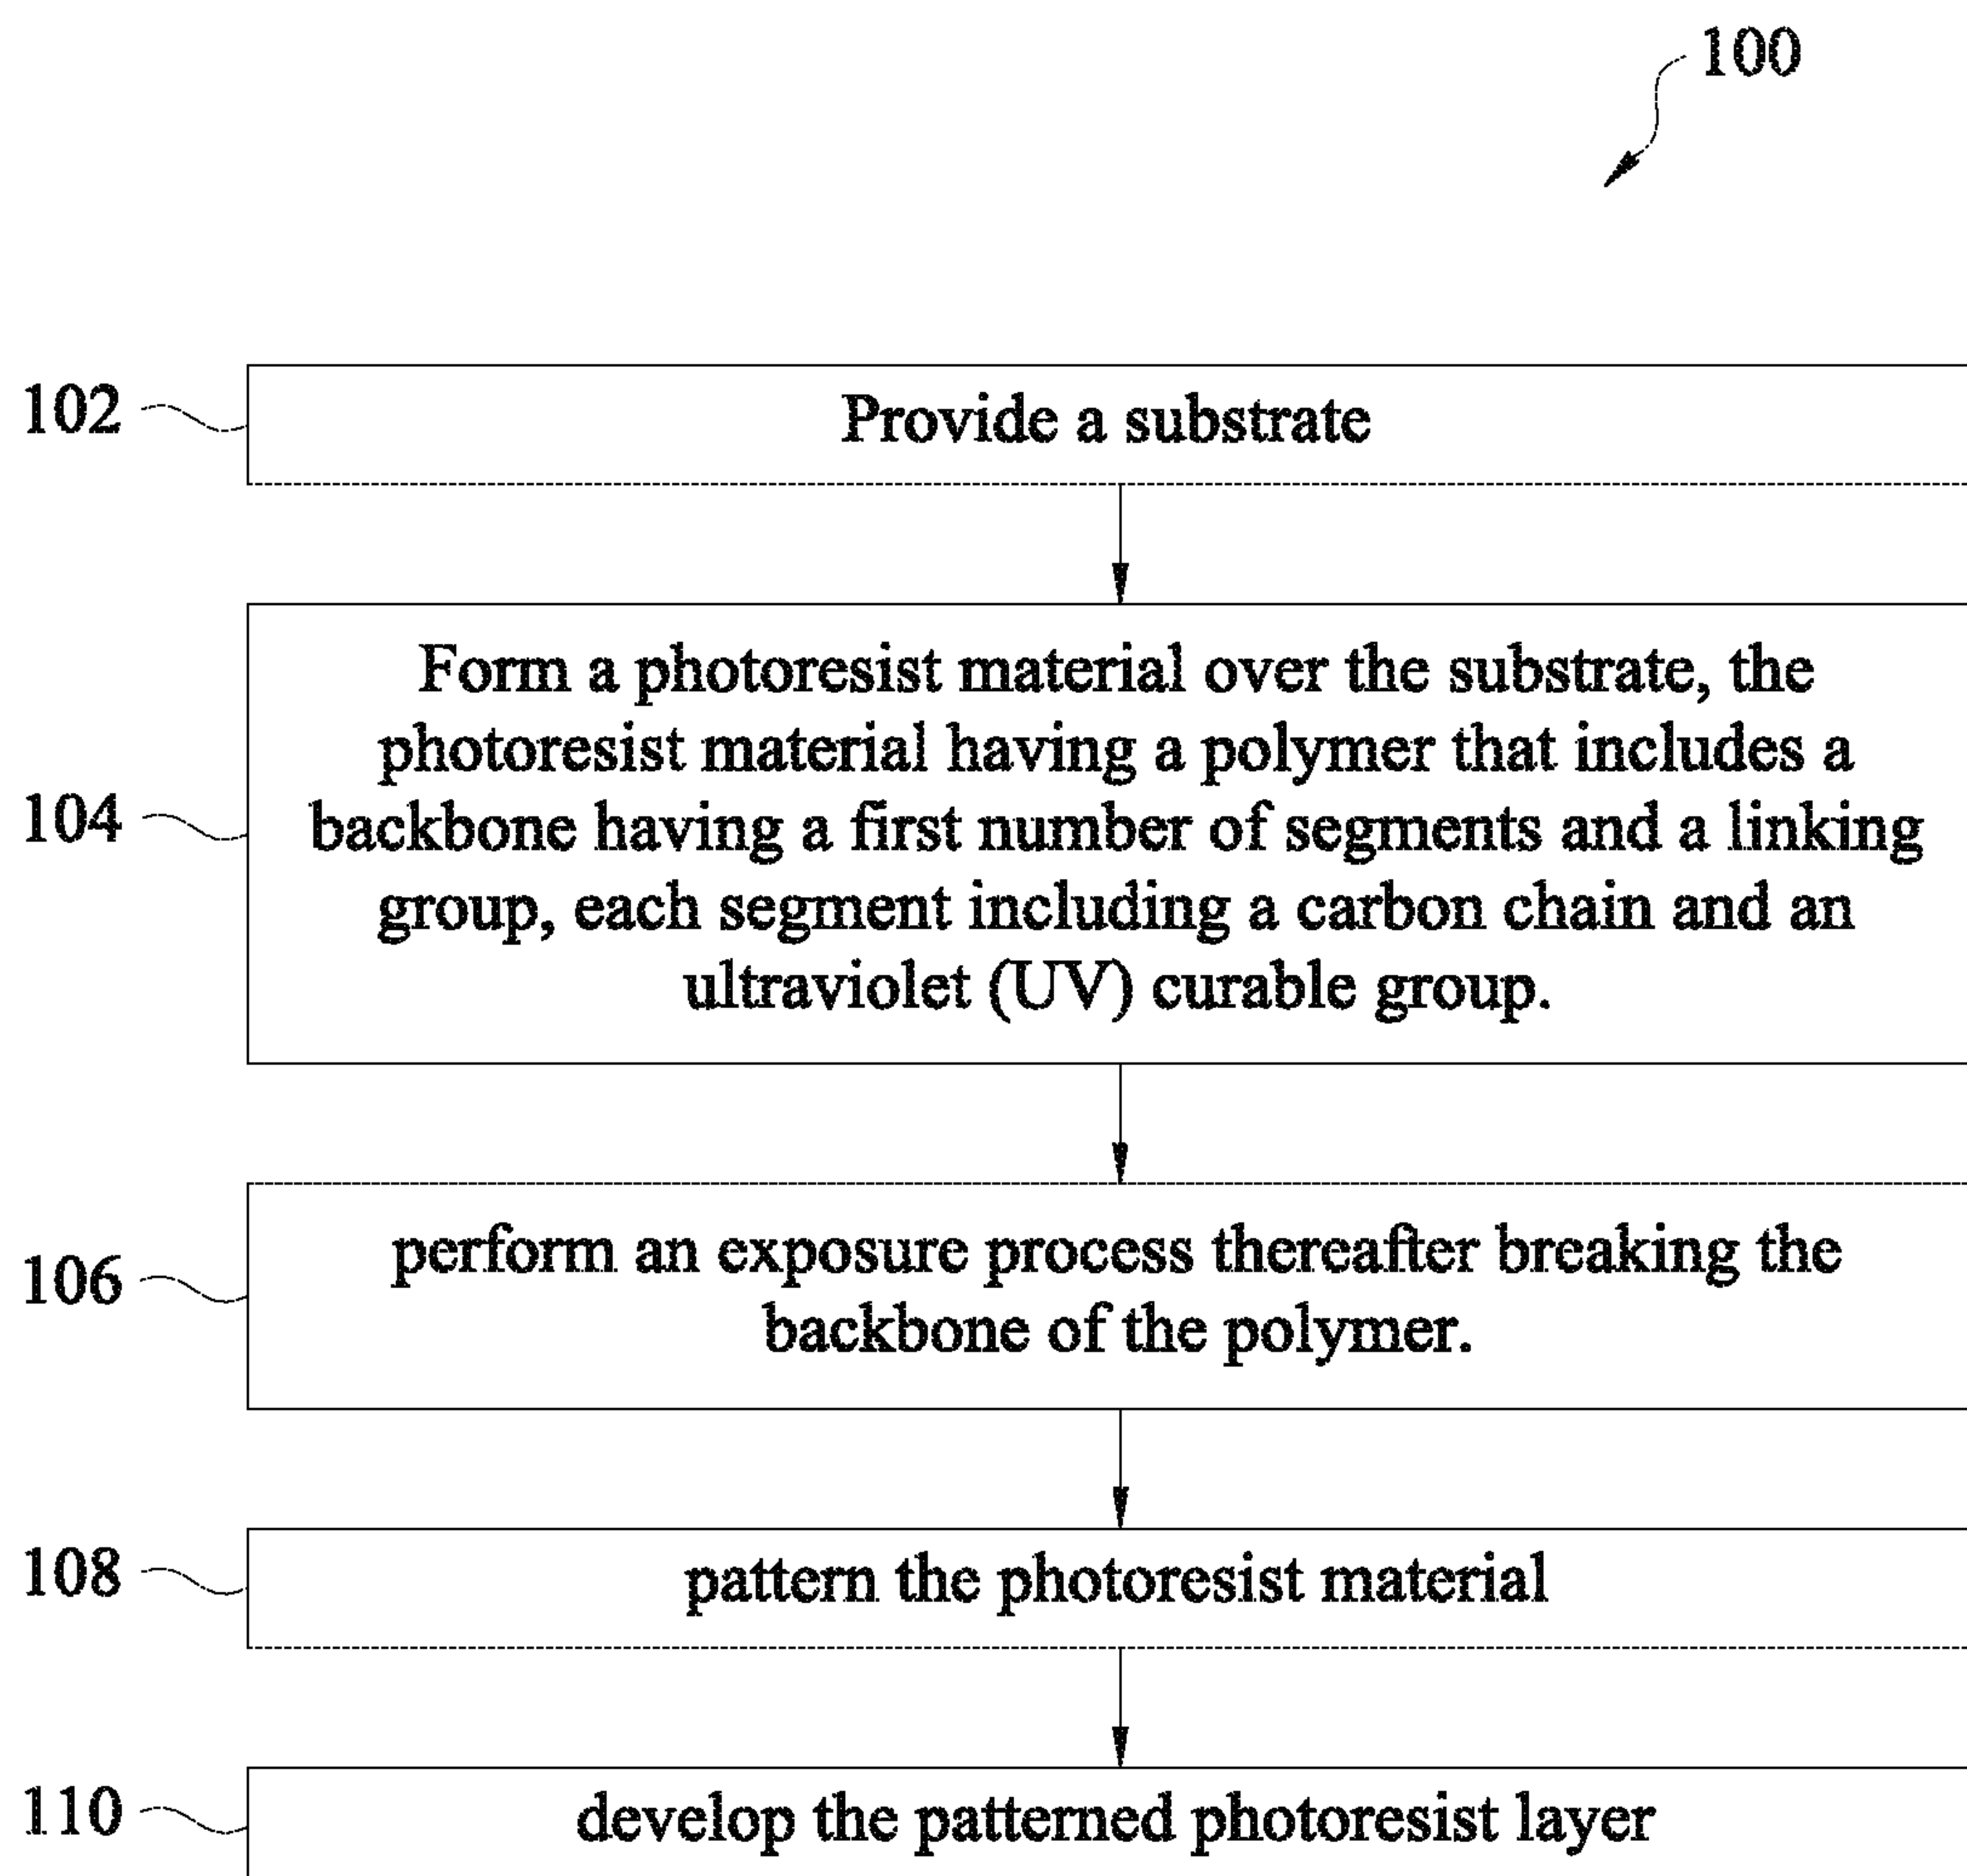 100
102
Provide a substrate
104
Form a photoresist material over the substrate, the
photoresist material having a polymer that includes a
backbone having a first number of segments and a linking
group, each segment including a carbon chain and an
ultraviolet (UV) curable group.
106
perform an exposure process thereafter breaking the
backbone of the polymer.
108
pattern the photoresist material
110
develop the patterned photoresist layer